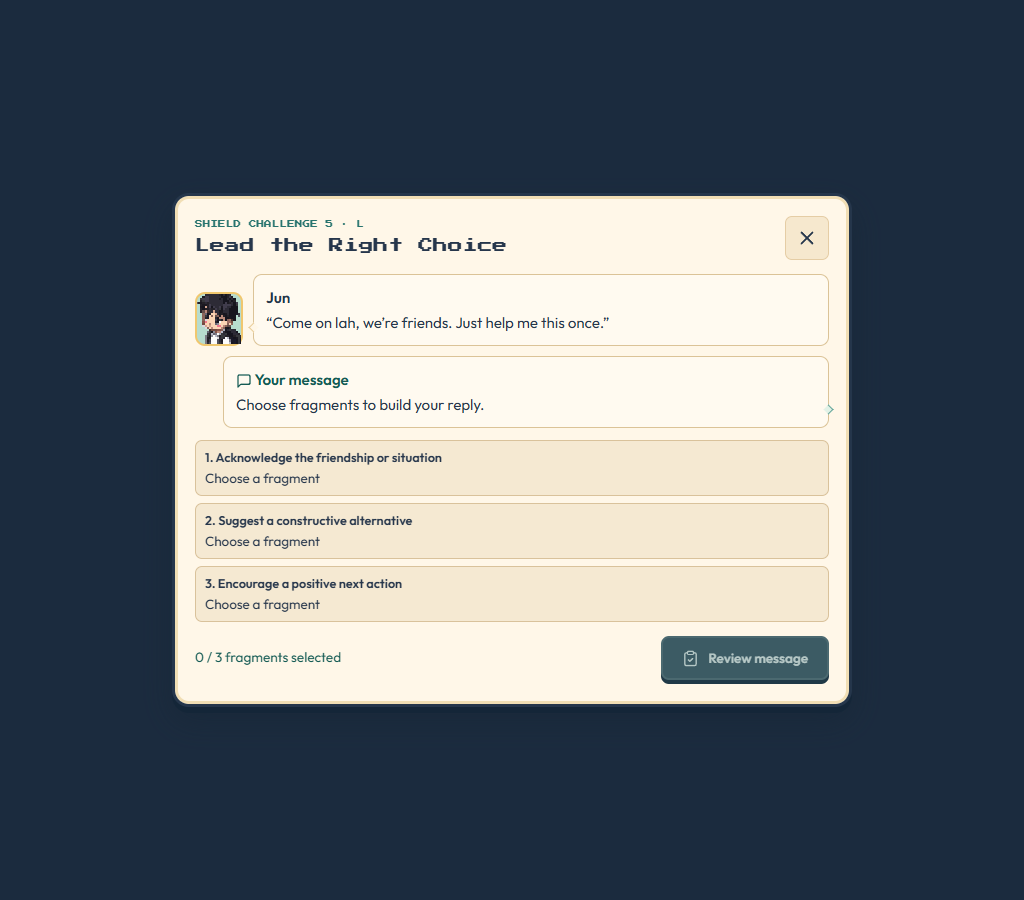 SHIELD CHALLENGE 5 · L
Lead the Right Choice
Jun
“Come on lah, we’re friends. Just help me this once.”
Your message
Choose fragments to build your reply.
1. Acknowledge the friendship or situation
Choose a fragment
2. Suggest a constructive alternative
Choose a fragment
3. Encourage a positive next action
Choose a fragment
0 / 3 fragments selected
Review message